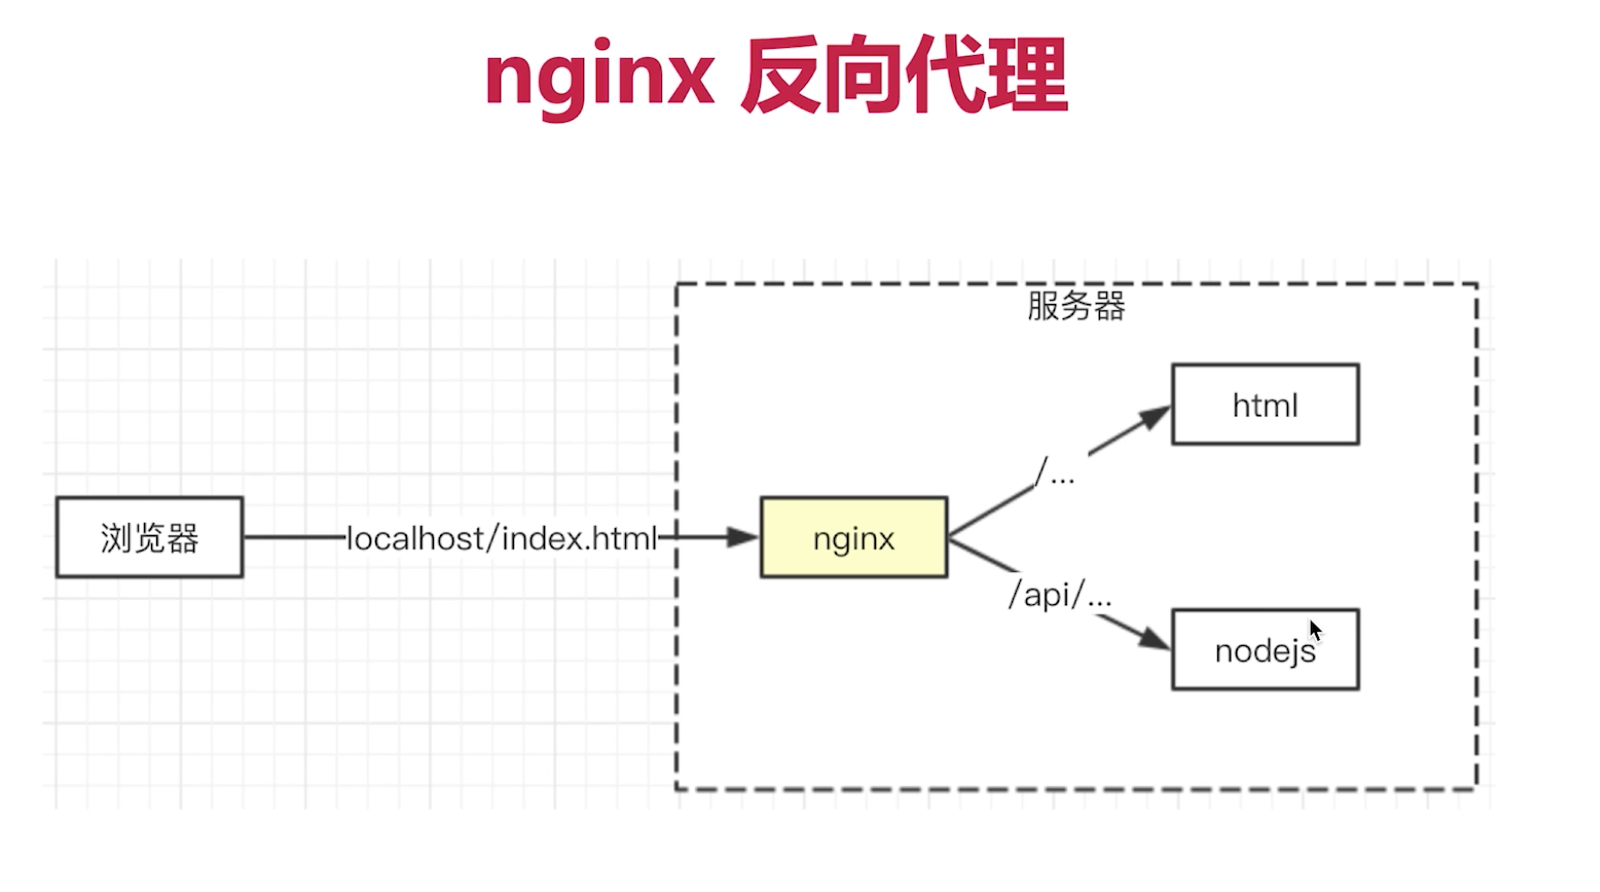 nginx 反向代理
服务器
html
/...
浏览器
localhost/index.html
nginx
/api/...
nodejs